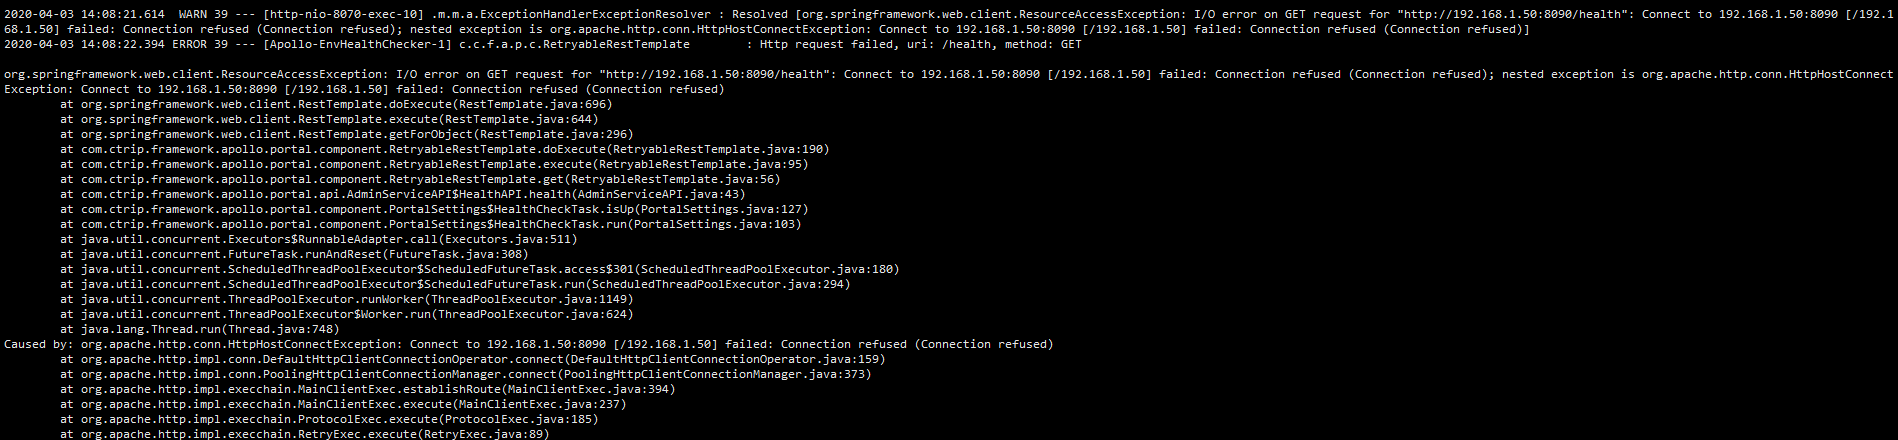 2020-04-03 14:08:21.614  WARN 39 --- [http-nio-8070-exec-10] .m.m.a.ExceptionHandlerExceptionResolver : Resolved [org.springframework.web.client.ResourceAccessException: I/O error on GET request for "http://192.168.1.50:8090/health": Connect to 192.168.1.50:8090 [/192.1
68.1.50] failed: Connection refused (Connection refused); nested exception is org.apache.http.conn.HttpHostConnectException: Connect to 192.168.1.50:8090 [/192.168.1.50] failed: Connection refused (Connection refused)]
2020-04-03 14:08:22.394 ERROR 39 --- [Apollo-EnvHealthChecker-1] c.c.f.a.p.c.RetryableRestTemplate        : Http request failed, uri: /health, method: GET
org.springframework.web.client.ResourceAccessException: I/O error on GET request for "http://192.168.1.50:8090/health": Connect to 192.168.1.50:8090 [/192.168.1.50] failed: Connection refused (Connection refused); nested exception is org.apache.http.conn.HttpHostConnect
Exception: Connect to 192.168.1.50:8090 [/192.168.1.50] failed: Connection refused (Connection refused)
at org.springframework.web.client.RestTemplate.doExecute(RestTemplate.java:696)
at org.springframework.web.client.RestTemplate.execute(RestTemplate.java:644)
at org.springframework.web.client.RestTemplate.getForObject(RestTemplate.java:296)
at com.ctrip.framework.apollo.portal.component.RetryableRestTemplate.doExecute(RetryableRestTemplate.java:190)
at com.ctrip.framework.apollo.portal.component.RetryableRestTemplate.execute(RetryableRestTemplate.java:95)
at com.ctrip.framework.apollo.portal.component.RetryableRestTemplate.get(RetryableRestTemplate.java:56)
at com.ctrip.framework.apollo.portal.api.AdminServiceAPI$HealthAPI.health(AdminServiceAPI.java:43)
at com.ctrip.framework.apollo.portal.component.PortalSettings$HealthCheckTask.isUp(PortalSettings.java:127)
at com.ctrip.framework.apollo.portal.component.PortalSettings$HealthCheckTask.run(PortalSettings.java:103)
at java.util.concurrent.Executors$RunnableAdapter.call(Executors.java:511)
at java.util.concurrent.FutureTask.runAndReset(FutureTask.java:308)
at java.util.concurrent.ScheduledThreadPoolExecutor$ScheduledFutureTask.access$301(ScheduledThreadPoolExecutor.java:180)
at java.util.concurrent.ScheduledThreadPoolExecutor$ScheduledFutureTask.run(ScheduledThreadPoolExecutor.java:294)
at java.util.concurrent.ThreadPoolExecutor.runWorker(ThreadPoolExecutor.java:1149)
at java.util.concurrent.ThreadPoolExecutor$Worker.run(ThreadPoolExecutor.java:624)
at java.lang.Thread.run(Thread.java:748)
Caused by: org.apache.http.conn.HttpHostConnectException: Connect to 192.168.1.50:8090 [/192.168.1.50] failed: Connection refused (Connection refused)
at org.apache.http.impl.conn.DefaultHttpClientConnectionOperator.connect(DefaultHttpClientConnectionOperator.java:159)
at org.apache.http.impl.conn.PoolingHttpClientConnectionManager.connect(PoolingHttpClientConnectionManager.java:373)
at org.apache.http.impl.execchain.MainClientExec.establishRoute(MainClientExec.java:394)
at org.apache.http.impl.execchain.MainClientExec.execute(MainClientExec.java:237)
at org.apache.http.impl.execchain.ProtocolExec.execute(ProtocolExec.java:185)
at org.apache.http.impl.execchain.RetryExec.execute(RetryExec.java:89)